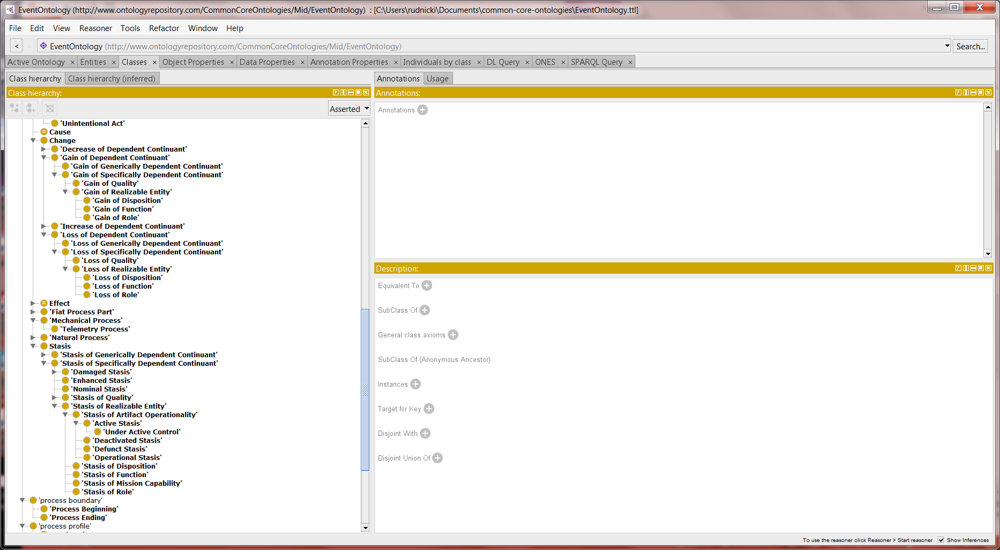 EventOntology (http://www.ontologyrepository.com/CommonCoreOntologies/Mid/EventOntology) : [C:\Users\rudnicki\Documents\common-core-ontologies\EventOntology.ttl]
File Edit View Reasoner Tools Refactor Window Help
< > EventOntology (http://www.ontologyrepository.com/CommonCoreOntologies/Mid/EventOntology) Search...
Active Ontology × Entities × Classes × Object Properties × Data Properties × Annotation Properties × Individuals by class × DL Query × ONES × SPARQL Query ×
Class hierarchy Class hierarchy (inferred)
Class hierarchy:
Asserted
'Unintentional Act'
Cause
Change
'Decrease of Dependent Continuant'
'Gain of Dependent Continuant'
'Gain of Generically Dependent Continuant'
'Gain of Specifically Dependent Continuant'
'Gain of Quality'
'Gain of Realizable Entity'
'Gain of Disposition'
'Gain of Function'
'Gain of Role'
'Increase of Dependent Continuant'
'Loss of Dependent Continuant'
'Loss of Generically Dependent Continuant'
'Loss of Specifically Dependent Continuant'
'Loss of Quality'
'Loss of Realizable Entity'
'Loss of Disposition'
'Loss of Function'
'Loss of Role'
Effect
'Fiat Process Part'
'Mechanical Process'
'Telemetry Process'
'Natural Process'
Stasis
'Stasis of Generically Dependent Continuant'
'Stasis of Specifically Dependent Continuant'
'Damaged Stasis'
'Enhanced Stasis'
'Nominal Stasis'
'Stasis of Quality'
'Stasis of Realizable Entity'
'Stasis of Artifact Operationality'
'Active Stasis'
'Under Active Control'
'Deactivated Stasis'
'Defunct Stasis'
'Operational Stasis'
'Stasis of Disposition'
'Stasis of Function'
'Stasis of Mission Capability'
'Stasis of Role'
'process boundary'
'Process Beginning'
'Process Ending'
'process profile'
Annotations Usage
Annotations:
Annotations
Description:
Equivalent To
SubClass Of
General class axioms
SubClass Of (Anonymous Ancestor)
Instances
Target for Key
Disjoint With
Disjoint Union Of
To use the reasoner click Reasoner > Start reasoner Show Inferences